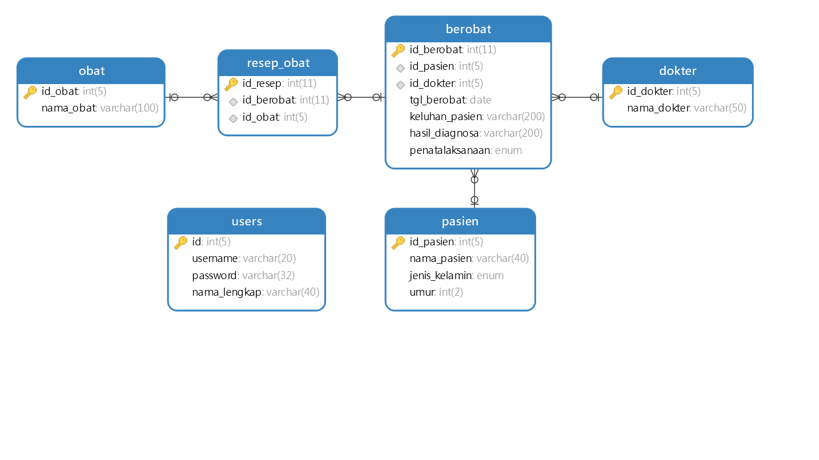 obat
id_obat: int(5)
nama_obat: varchar(100)
resep_obat
id_resep: int(11)
id_berobat: int(11)
id_obat: int(5)
berobat
id_berobat: int(11)
id_pasien: int(5)
id_dokter: int(5)
tgl_berobat: date
keluhan_pasien: varchar(200)
hasil_diagnosa: varchar(200)
penatalaksanaan: enum
dokter
id_dokter: int(5)
nama_dokter: varchar(50)
users
id: int(5)
username: varchar(20)
password: varchar(32)
nama_lengkap: varchar(40)
pasien
id_pasien: int(5)
nama_pasien: varchar(40)
jenis_kelamin: enum
umur: int(2)